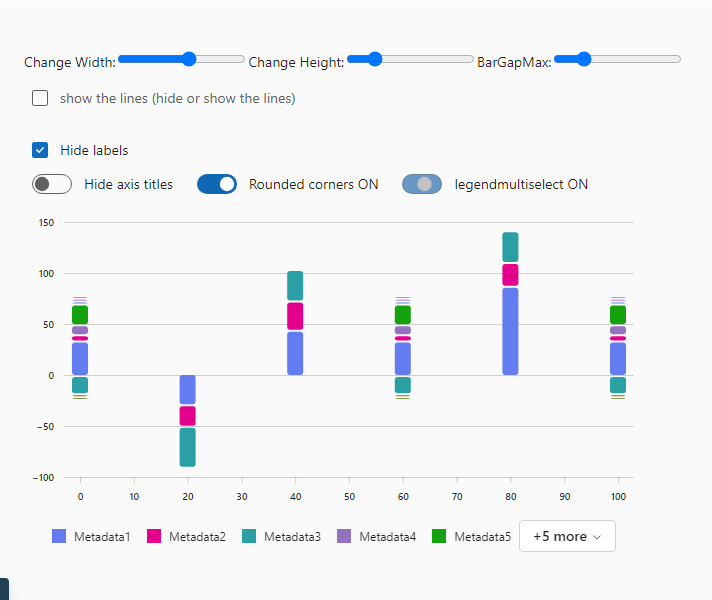 Change Width: Change Height: BarGapMax:
show the lines (hide or show the lines)
Hide labels
Hide axis titles Rounded corners ON legendmultiselect ON
150
100
50
0
−50
−100
0 10 20 30 40 50 60 70 80 90 100
Metadata1 Metadata2 Metadata3 Metadata4 Metadata5 +5 more